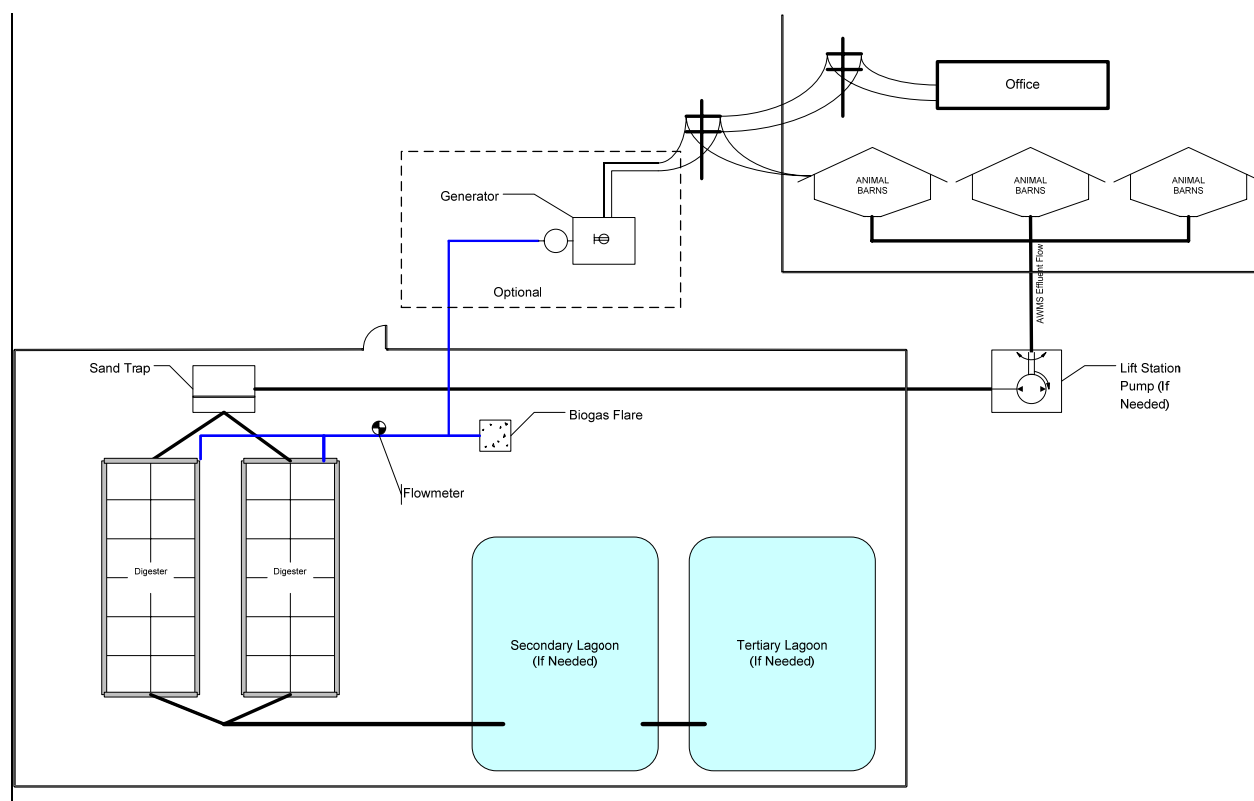 Office
ANIMAL
BARNS
ANIMAL
BARNS
ANIMAL
BARNS
Generator
Optional
AWMS Effluent Flow
Sand Trap
Lift Station
Pump (If
Needed)
Biogas Flare
Flowmeter
Digester
Digester
Secondary Lagoon
(If Needed)
Tertiary Lagoon
(If Needed)